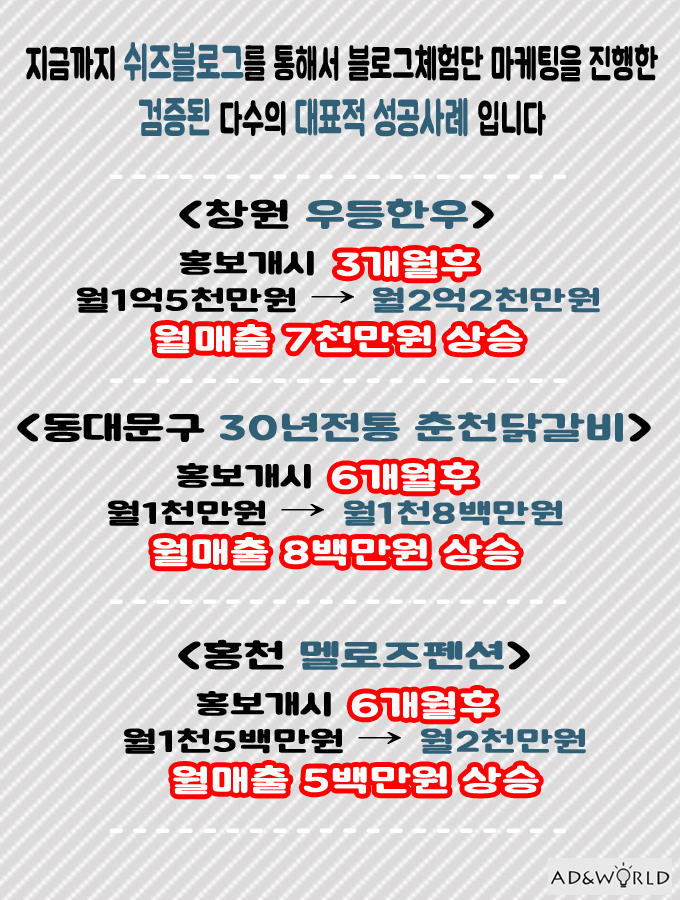 지금까지 쉬즈블로그를 통해서 블로그체험단 마케팅을 진행한
검증된 다수의 대표적 성공사례 입니다
<창원 우등한우>
홍보개시 3개월후
월1억5천만원 → 월2억2천만원
월매출 7천만원 상승
<동대문구 30년전통 춘천닭갈비>
홍보개시 6개월후
월1천만원 → 월1천8백만원
월매출 8백만원 상승
<홍천 멜로즈펜션>
홍보개시 6개월후
월1천5백만원 → 월2천만원
월매출 5백만원 상승
AD&WORLD